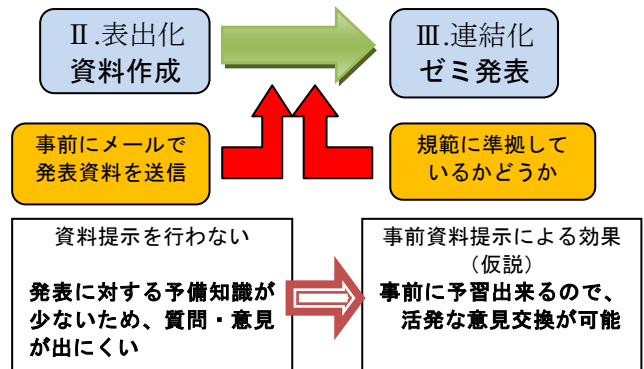 Ⅱ.表出化
資料作成
Ⅲ.連結化
ゼミ発表
事前にメールで
発表資料を送信
規範に準拠して
いるかどうか
資料提示を行わない
発表に対する予備知識が
少ないため、質問・意見
が出にくい
事前資料提示による効果
（仮説）
事前に予習出来るので、
活発な意見交換が可能